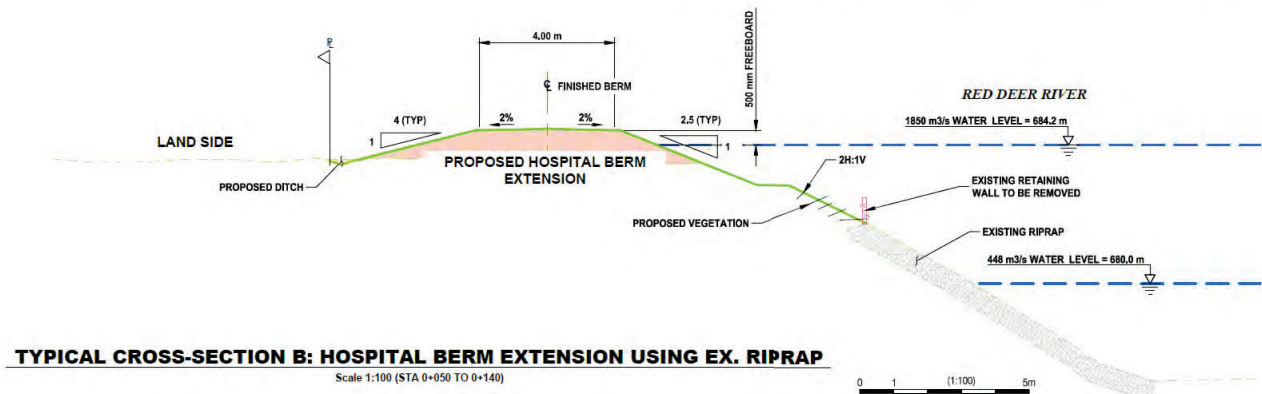 4.00 m
500 mm FREEBOARD
℄ FINISHED BERM
RED DEER RIVER
4 (TYP)
1
2%
2%
2.5 (TYP)
1
1850 m3/s WATER LEVEL = 684.2 m
LAND SIDE
PROPOSED HOSPITAL BERM
EXTENSION
2H:1V
PROPOSED DITCH
PROPOSED VEGETATION
EXISTING RETAINING
WALL TO BE REMOVED
EXISTING RIPRAP
448 m3/s WATER LEVEL = 680.0 m
TYPICAL CROSS-SECTION B: HOSPITAL BERM EXTENSION USING EX. RIPRAP
Scale 1:100 (STA 0+050 TO 0+140)
0 1 (1:100) 5m